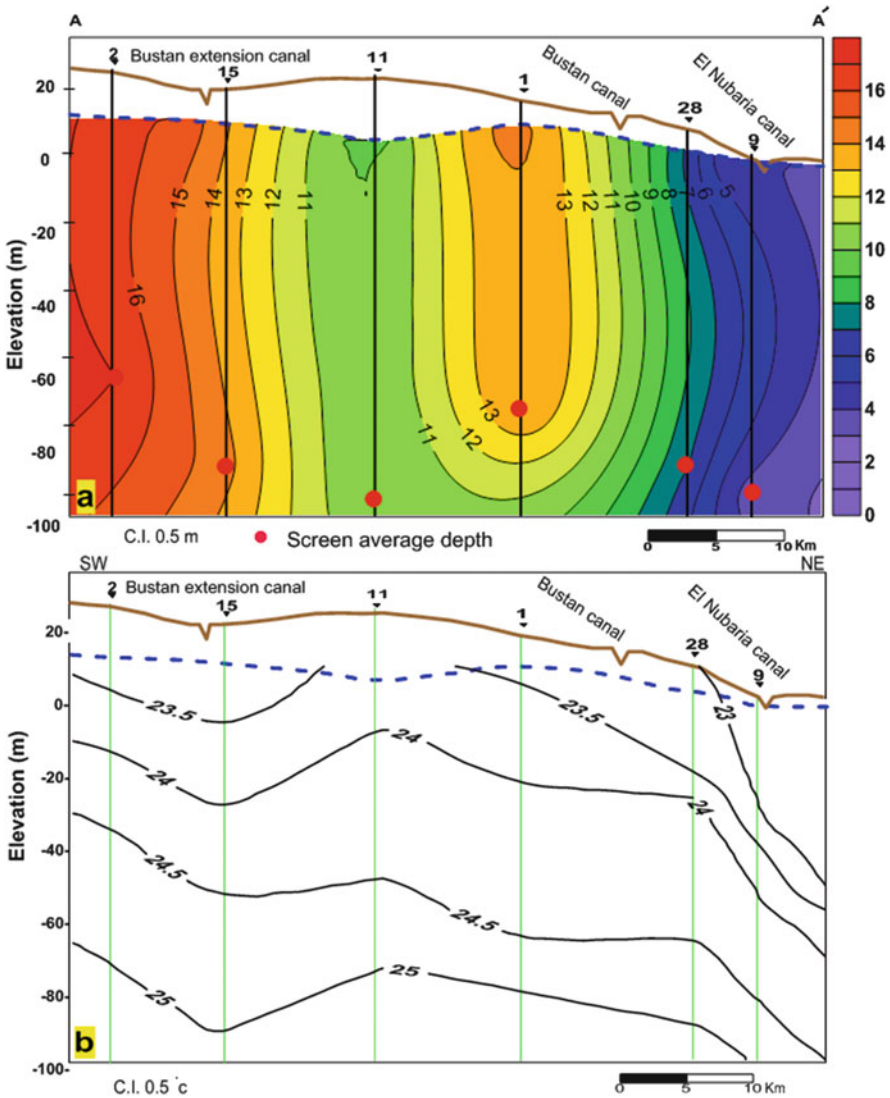 A A′
2 Bustan extension canal 11 Bustan canal El Nubaria canal
15 1 28 9
Elevation (m)
20
0
-20
-40
-60
-80
-100
16 15 14 13 12 11 13 12 11 10 9 8 7 6 5
11 12 13
16
14
12
10
8
6
4
2
0
a
C.I. 0.5 m Screen average depth 0 5 10 Km
SW NE
2 Bustan extension canal 11 Bustan canal El Nubaria canal
15 1 28 9
Elevation (m)
20-
0-
-20-
-40-
-60-
-80-
-100-
23.5 23.5 23
24 24 24
24.5 24.5
25 25
b
C.I. 0.5 °c 0 5 10 Km